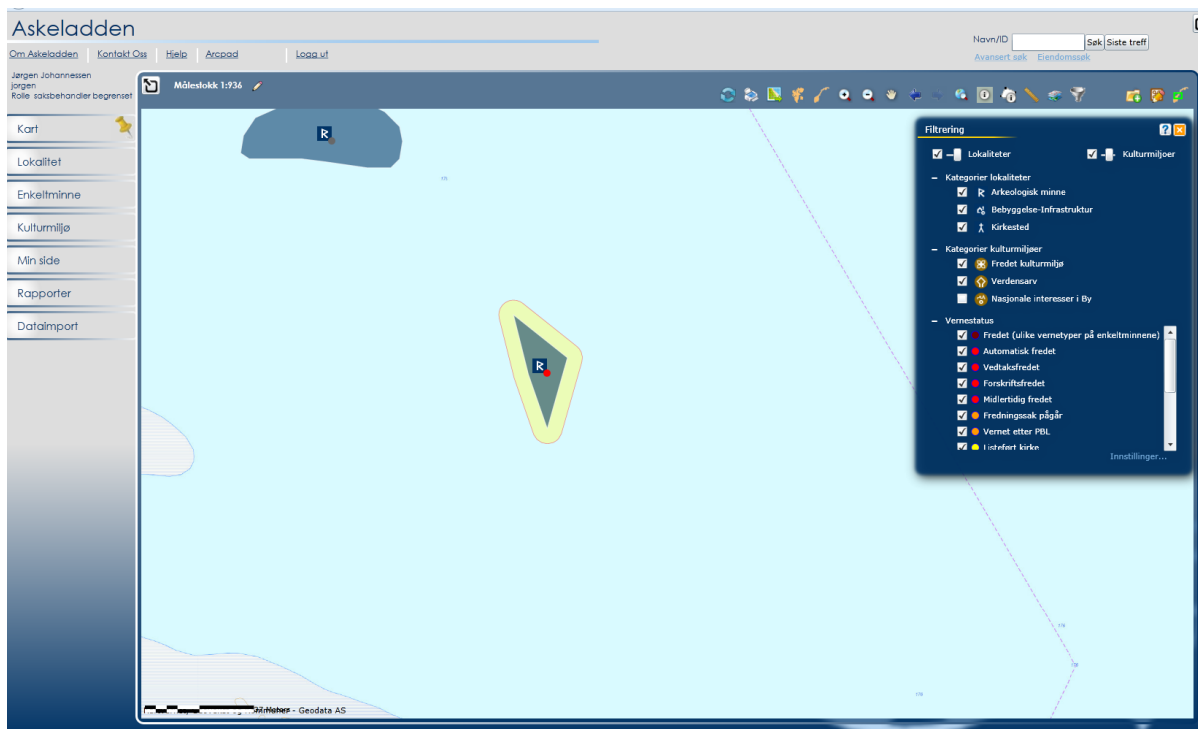 Askeladden
Om Askeladden Kontakt Oss Hjelp Arcpad Logg ut
Navn/ID Søk Siste treff
Avansert søk Eiendomssøk
Jørgen Johannessen
jorgen
Rolle saksbehandler begrenset
Målestokk 1:936
Kart
Lokalitet
Enkeltminne
Kulturmiljø
Min side
Rapporter
Dataimport
Filtrering
Lokaliteter Kulturmiljoer
Kategorier lokaliteter
Arkeologisk minne
Bebyggelse-Infrastruktur
Kirkested
Kategorier kulturmiljøer
Fredet kulturmiljø
Verdensarv
Nasjonale interesser i By
Vernestatus
Fredet (ulike vernetyper på enkeltminnene)
Automatisk fredet
Vedtaksfredet
Forskriftsfredet
Midlertidig fredet
Fredningssak pågår
Vernet etter PBL
Listeført kirke
Innstillinger...
R
R
- Geodata AS